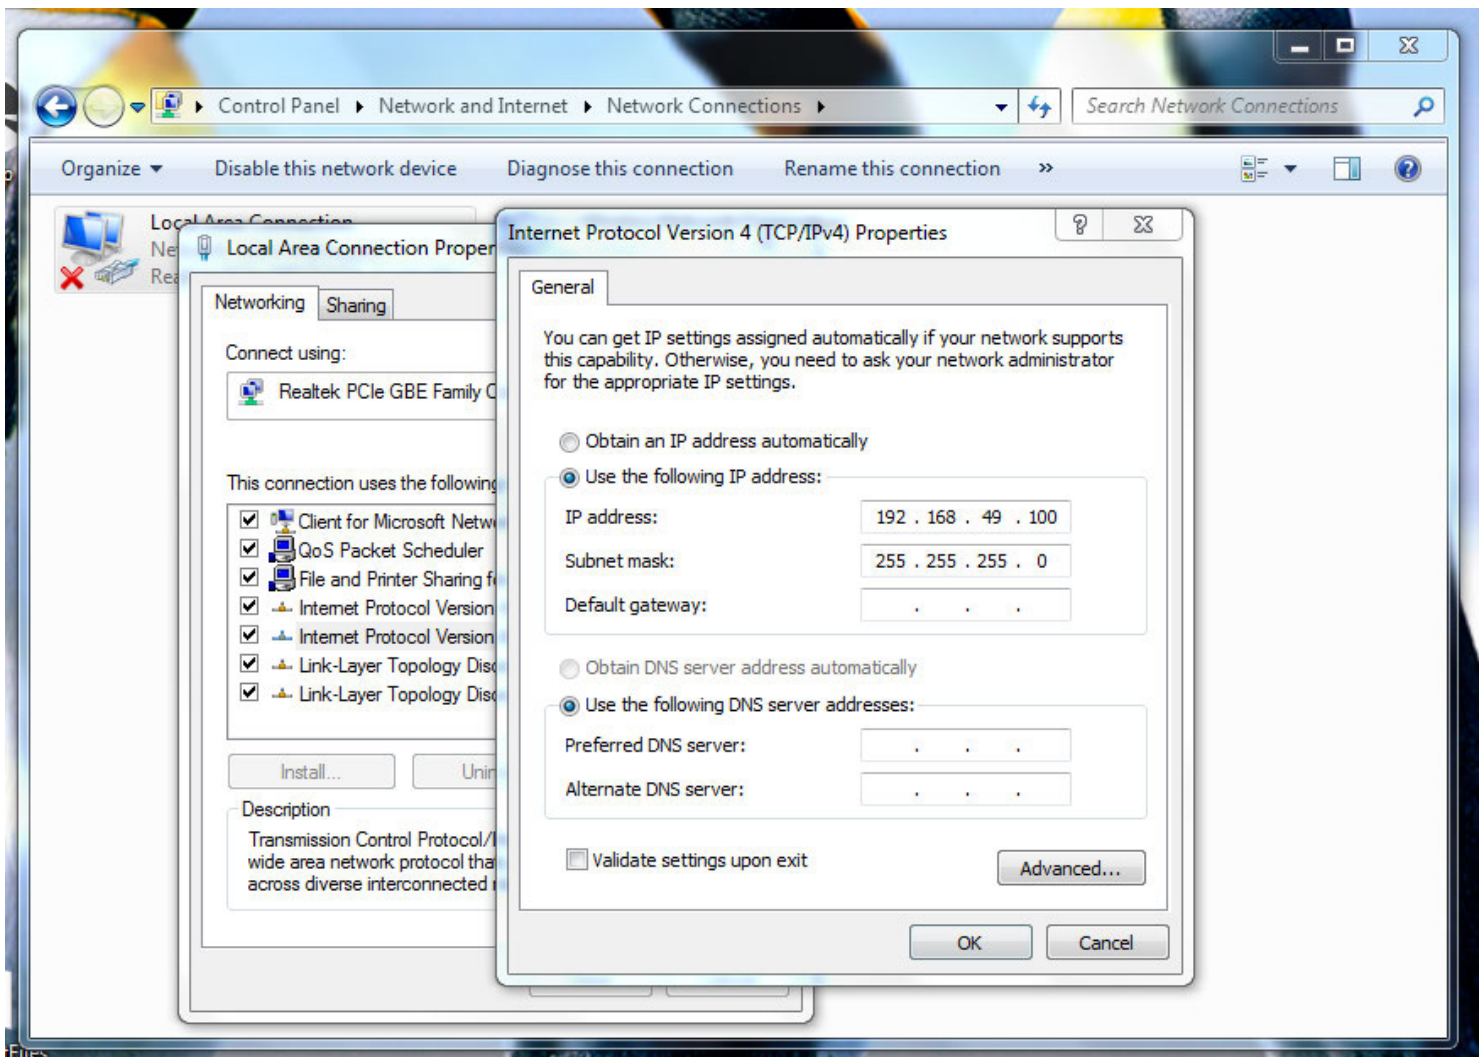 Control Panel Network and Internet Network Connections
Search Network Connections
Organize Disable this network device Diagnose this connection Rename this connection »
Local Area Connection
Local Area Connection Proper
Networking Sharing
Connect using:
Realtek PCIe GBE Family C
This connection uses the following
Client for Microsoft Netw
QoS Packet Scheduler
File and Printer Sharing f
Internet Protocol Version
Internet Protocol Version
Link-Layer Topology Disc
Link-Layer Topology Disc
Install... Unin
Description
Transmission Control Protocol/I
wide area network protocol tha
across diverse interconnected
Internet Protocol Version 4 (TCP/IPv4) Properties
General
You can get IP settings assigned automatically if your network supports
this capability. Otherwise, you need to ask your network administrator
for the appropriate IP settings.
Obtain an IP address automatically
Use the following IP address:
IP address: 192 . 168 . 49 . 100
Subnet mask: 255 . 255 . 255 . 0
Default gateway: . . .
Obtain DNS server address automatically
Use the following DNS server addresses:
Preferred DNS server: . . .
Alternate DNS server: . . .
Validate settings upon exit
Advanced...
OK Cancel